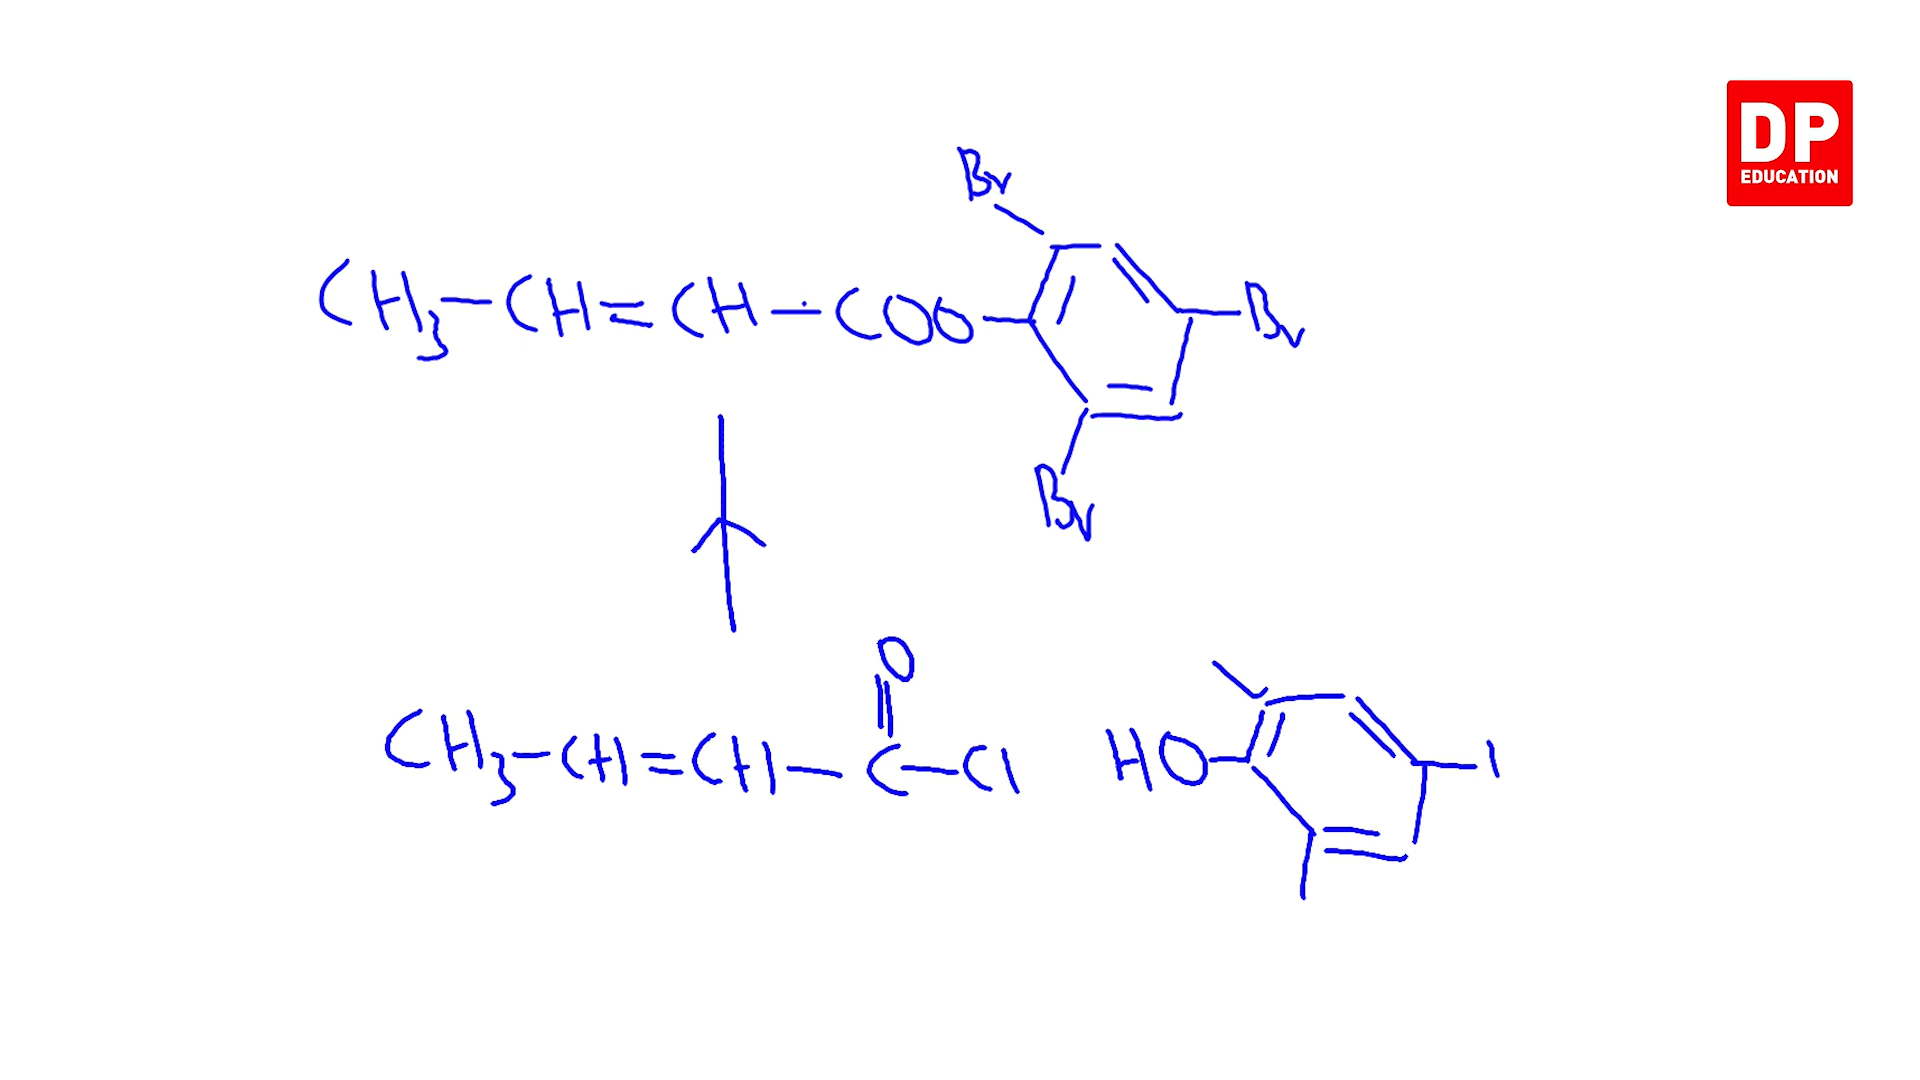 DP
EDUCATION
Br
CH3-CH=CH-COO Br
Br
O
CH3-CH=CH-C-Cl HO